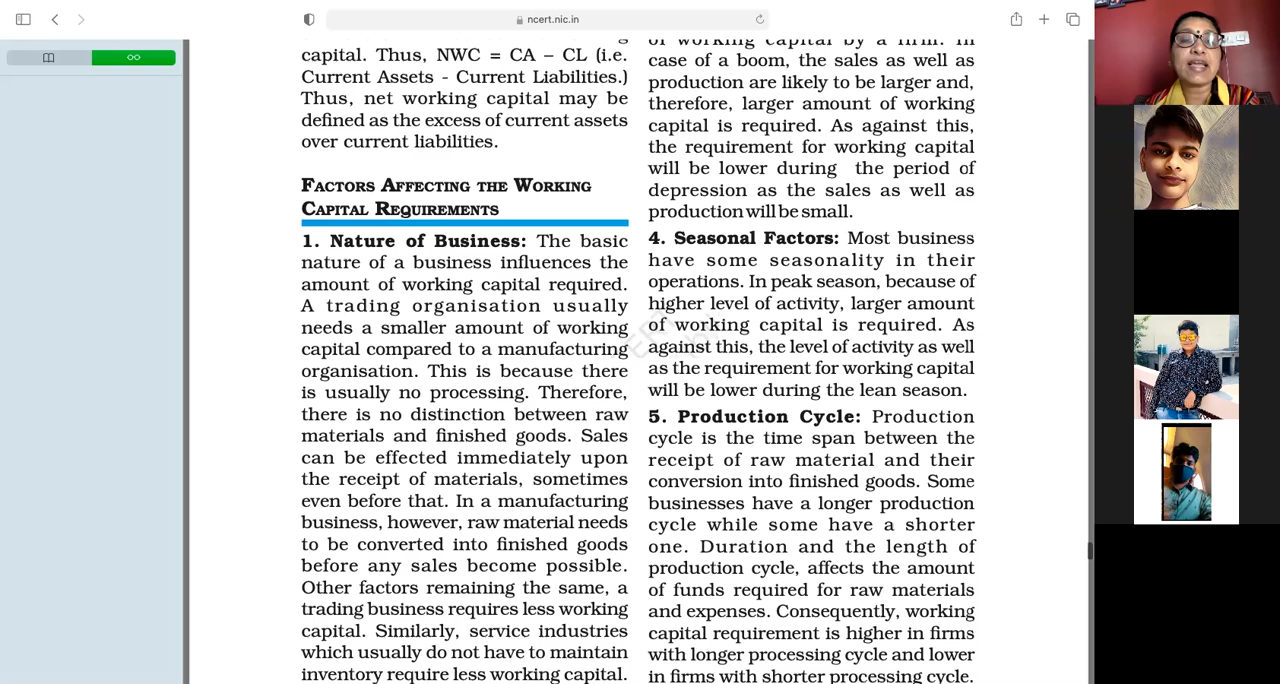 ncert.nic.in
capital. Thus, NWC = CA – CL (i.e.
Current Assets - Current Liabilities.)
Thus, net working capital may be
defined as the excess of current assets
over current liabilities.
FACTORS AFFECTING THE WORKING
CAPITAL REQUIREMENTS
1. Nature of Business: The basic
nature of a business influences the
amount of working capital required.
A trading organisation usually
needs a smaller amount of working
capital compared to a manufacturing
organisation. This is because there
is usually no processing. Therefore,
there is no distinction between raw
materials and finished goods. Sales
can be effected immediately upon
the receipt of materials, sometimes
even before that. In a manufacturing
business, however, raw material needs
to be converted into finished goods
before any sales become possible.
Other factors remaining the same, a
trading business requires less working
capital. Similarly, service industries
which usually do not have to maintain
inventory require less working capital.
of working capital by a firm. In
case of a boom, the sales as well as
production are likely to be larger and,
therefore, larger amount of working
capital is required. As against this,
the requirement for working capital
will be lower during the period of
depression as the sales as well as
production will be small.
4. Seasonal Factors: Most business
have some seasonality in their
operations. In peak season, because of
higher level of activity, larger amount
of working capital is required. As
against this, the level of activity as well
as the requirement for working capital
will be lower during the lean season.
5. Production Cycle: Production
cycle is the time span between the
receipt of raw material and their
conversion into finished goods. Some
businesses have a longer production
cycle while some have a shorter
one. Duration and the length of
production cycle, affects the amount
of funds required for raw materials
and expenses. Consequently, working
capital requirement is higher in firms
with longer processing cycle and lower
in firms with shorter processing cycle.